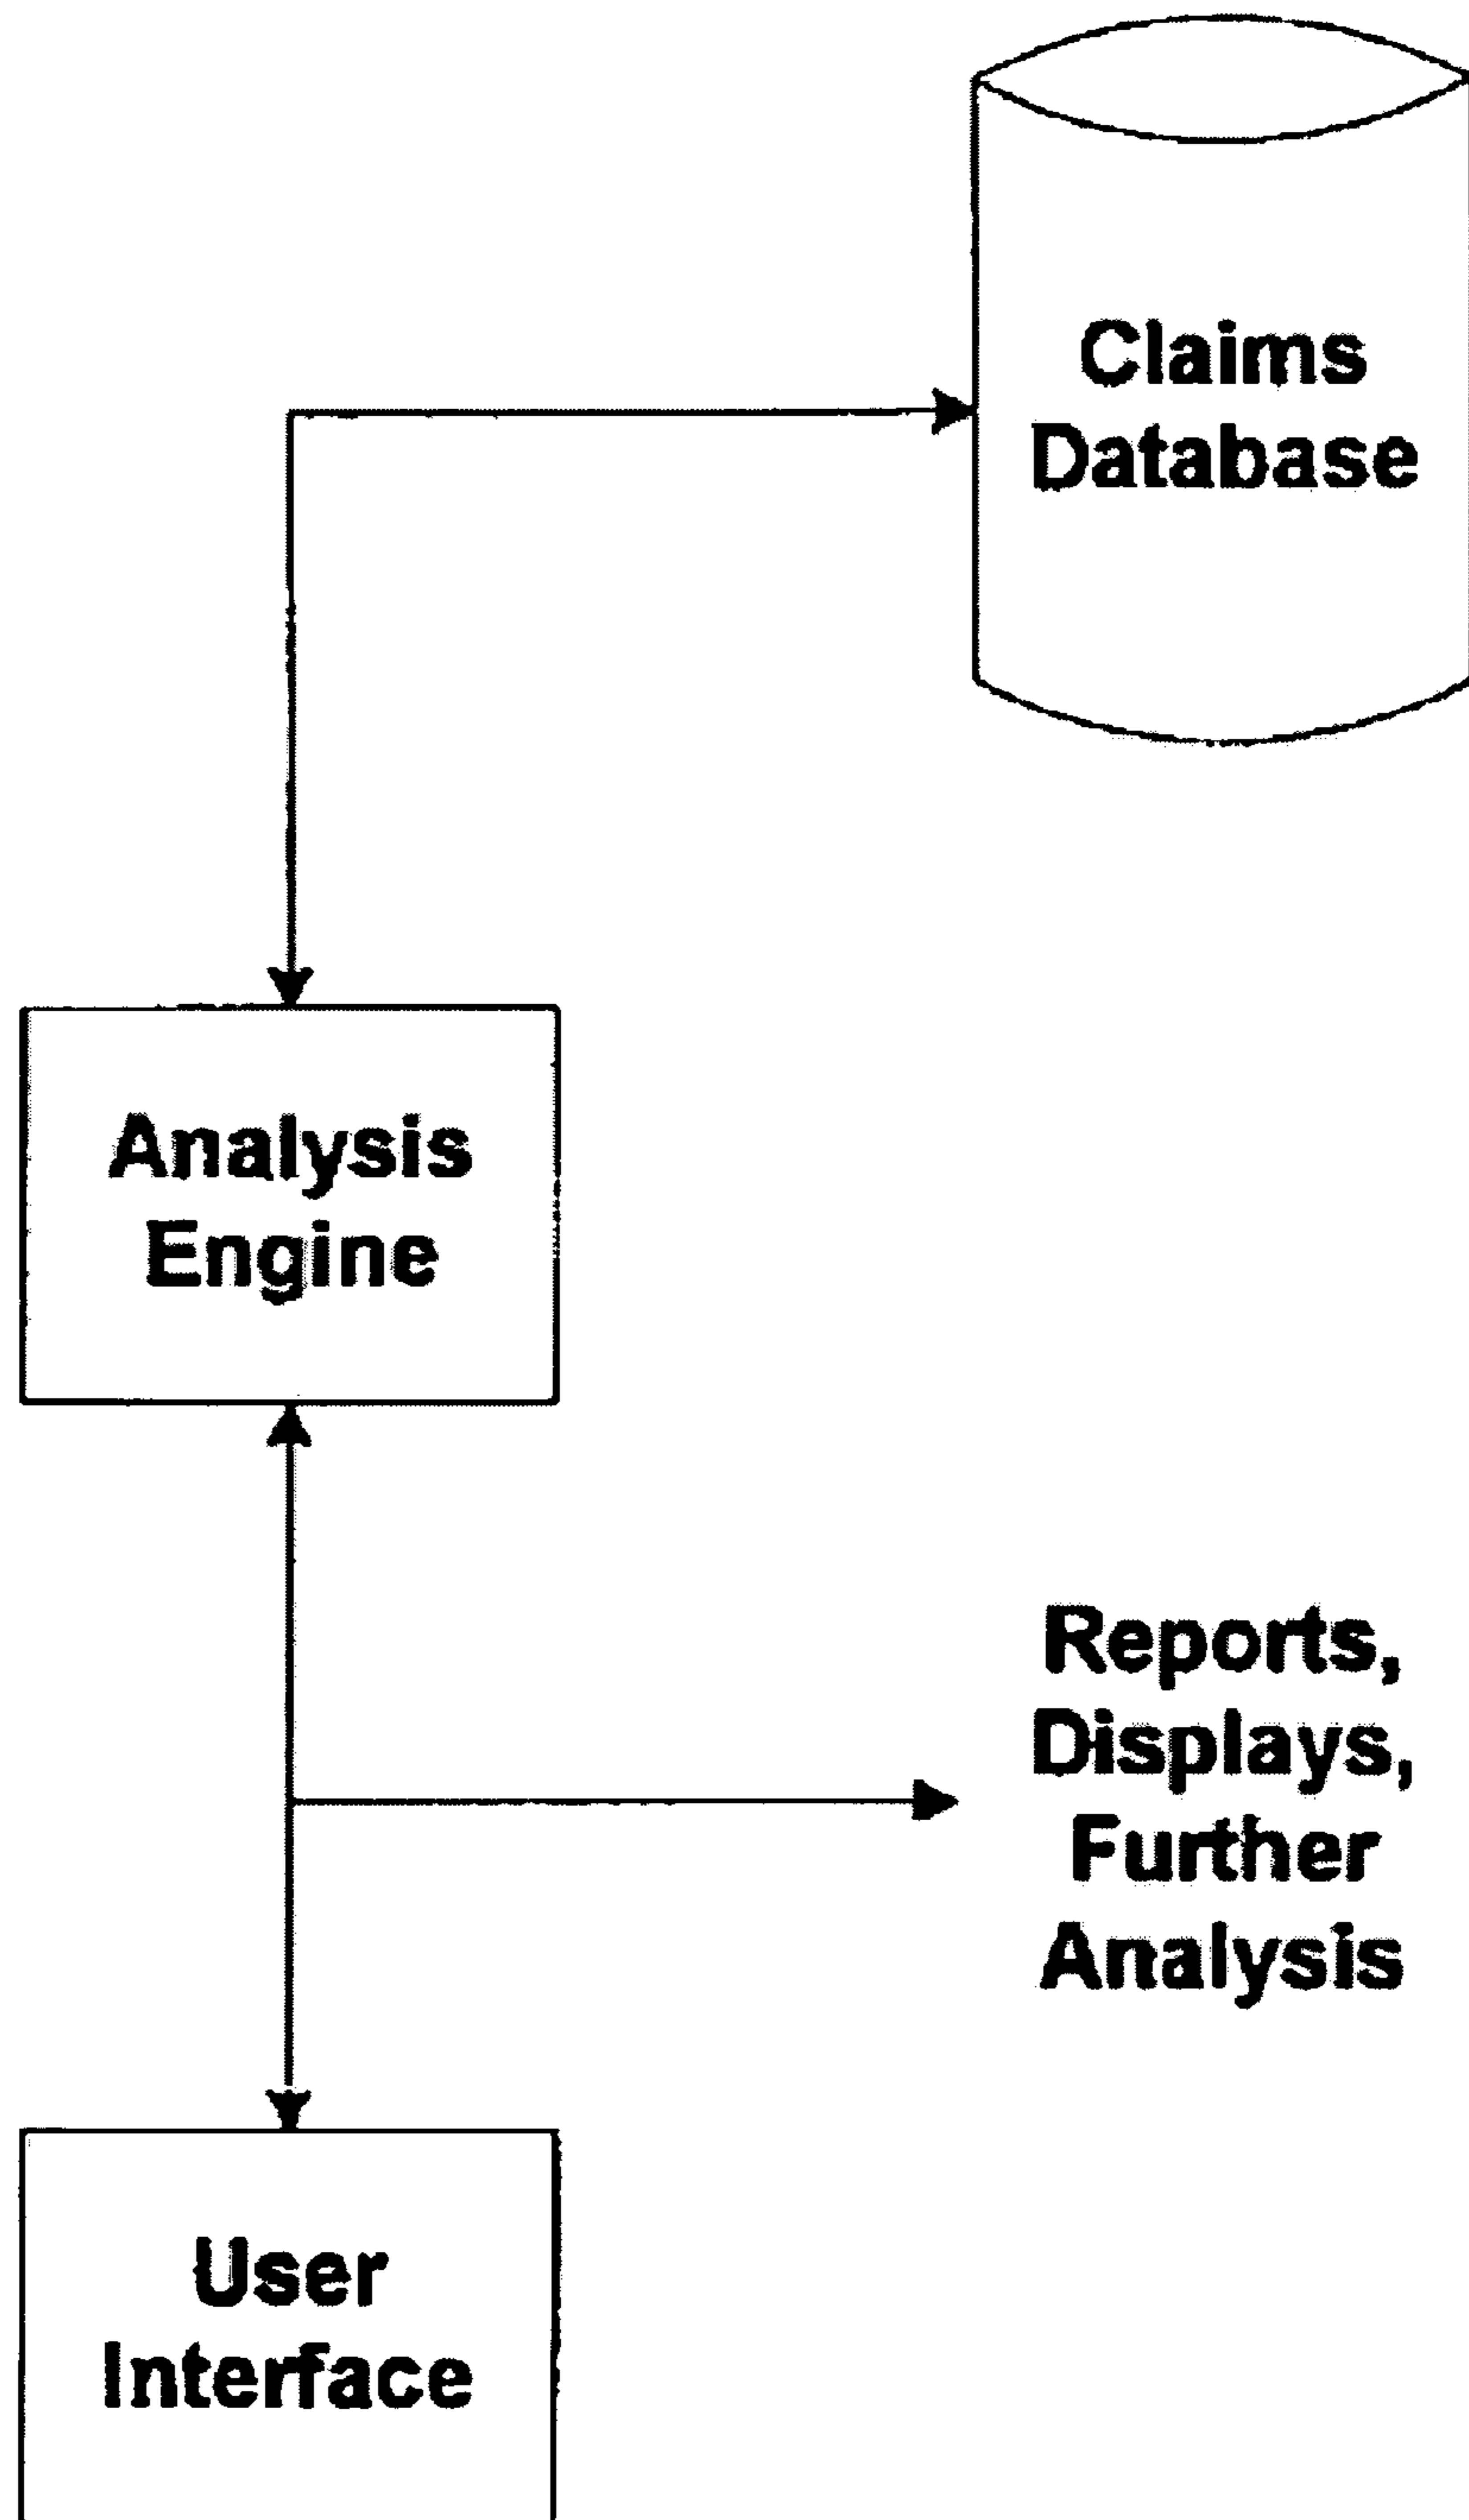 Claims
Database
Analysis
Engine
Reports,
Displays,
Further
Analysis
User
Interface